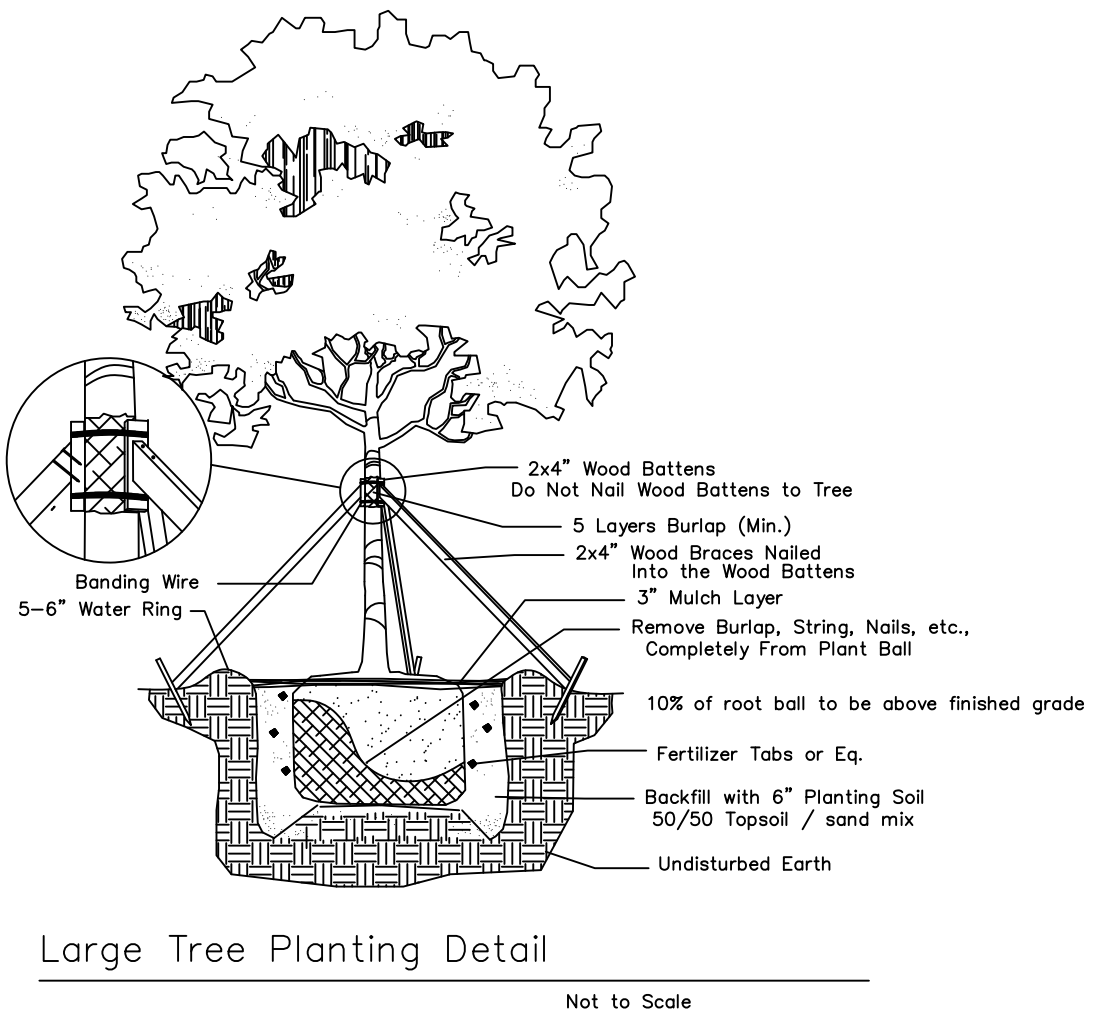 2x4” Wood Battens
Do Not Nail Wood Battens to Tree
5 Layers Burlap (Min.)
2x4” Wood Braces Nailed
Into the Wood Battens
Banding Wire
5–6” Water Ring
3” Mulch Layer
Remove Burlap, String, Nails, etc.,
Completely From Plant Ball
10% of root ball to be above finished grade
Fertilizer Tabs or Eq.
Backfill with 6” Planting Soil
50/50 Topsoil / sand mix
Undisturbed Earth
Large Tree Planting Detail
Not to Scale